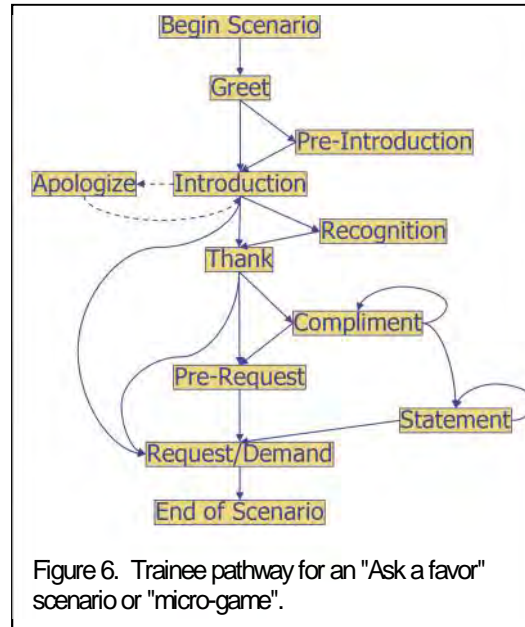 Begin Scenario
Greet
Pre-Introduction
Apologize
Introduction
Recognition
Thank
Compliment
Pre-Request
Statement
Request/Demand
End of Scenario
Figure 6. Trainee pathway for an "Ask a favor"
scenario or "micro-game".